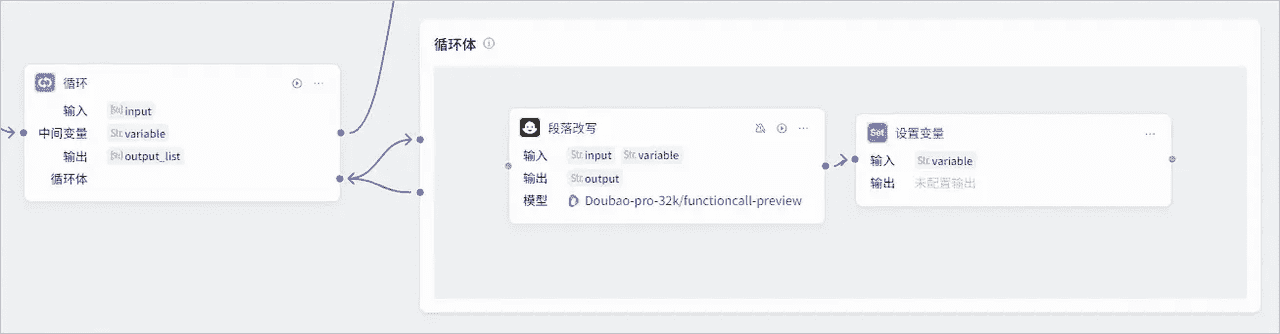 循环
输入 [Str] input
中间变量 Str. variable
输出 [Str] output_list
循环体
循环体
段落改写
输入 Str. input Str. variable
输出 Str. output
模型 Doubao-pro-32k/functioncall-preview
Set 设置变量
输入 Str. variable
输出 未配置输出